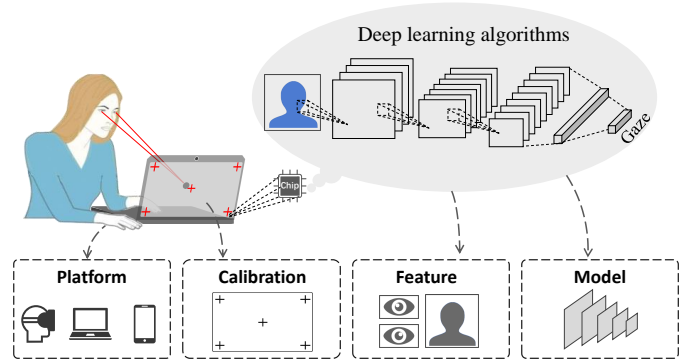 Deep learning algorithms
Gaze
Chip
Platform
Calibration
Feature
Model